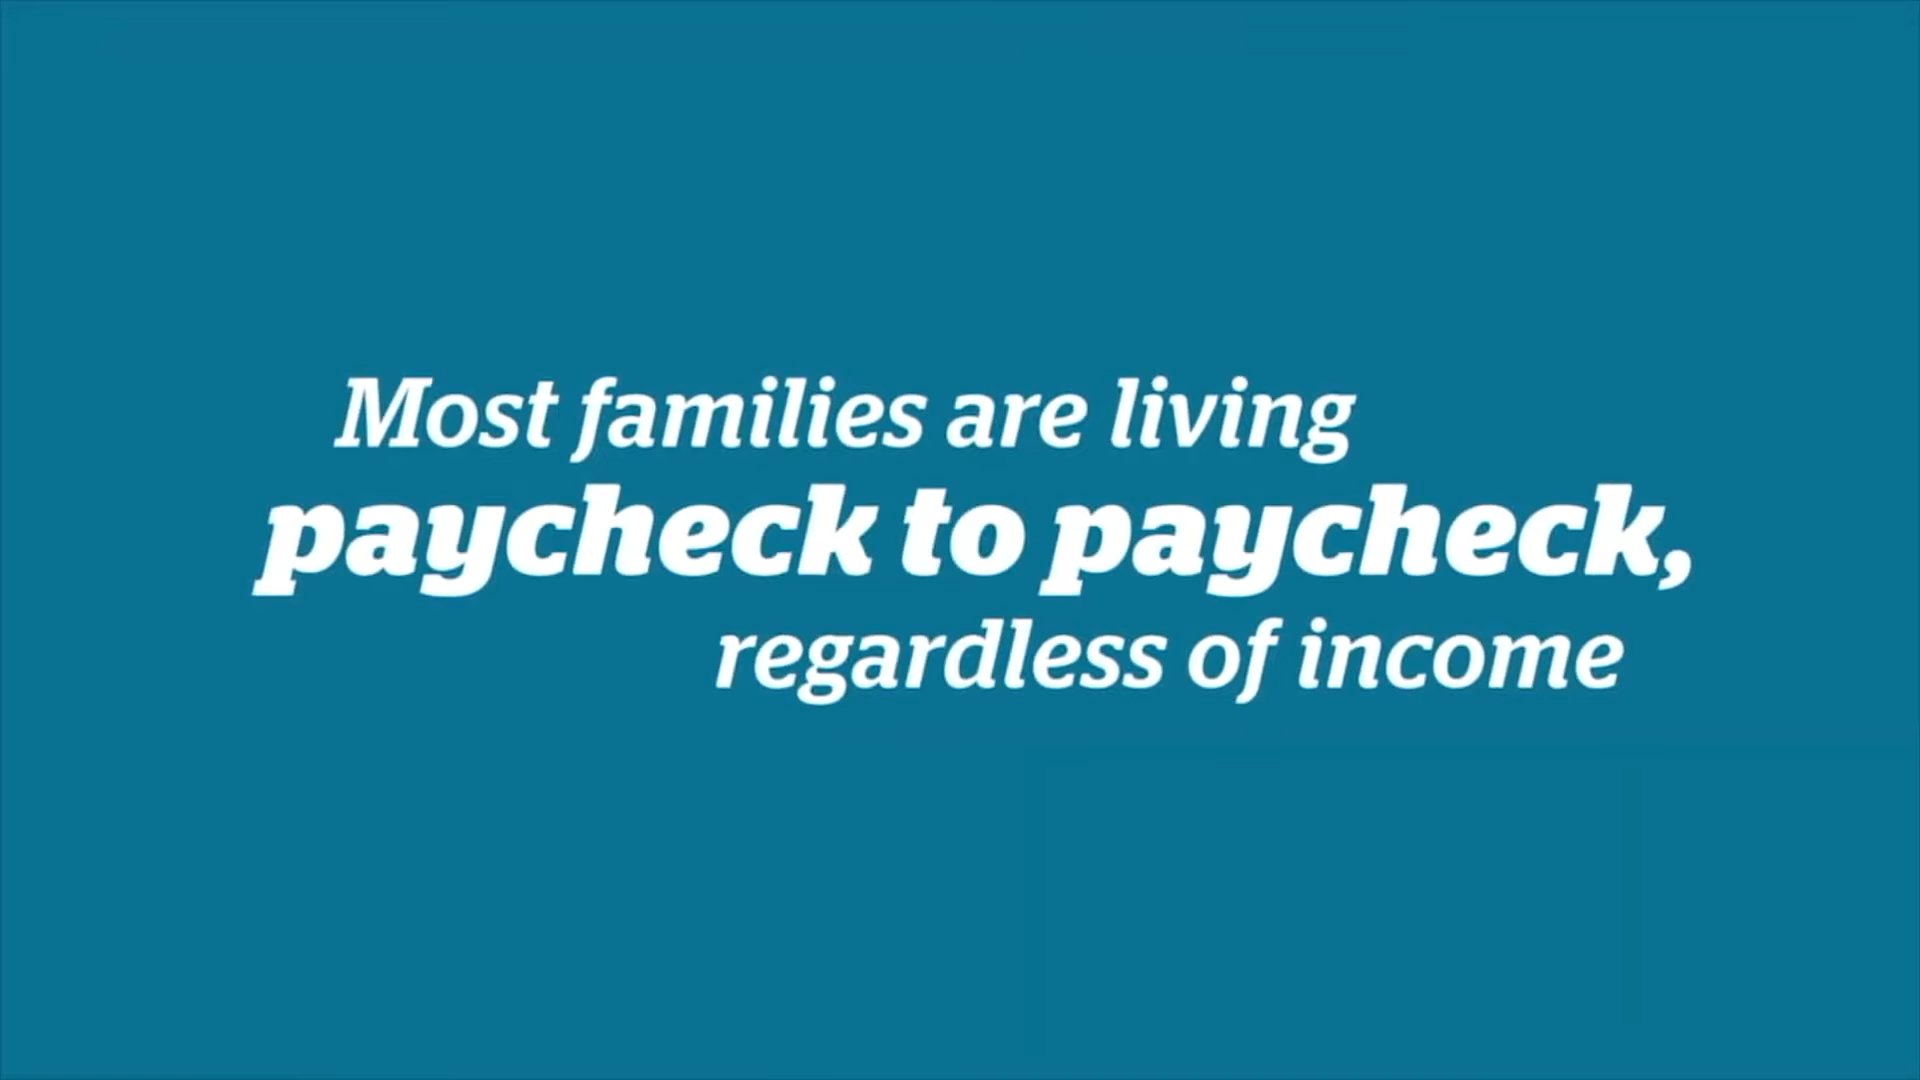 Most families are living
paycheck to paycheck,
regardless of income